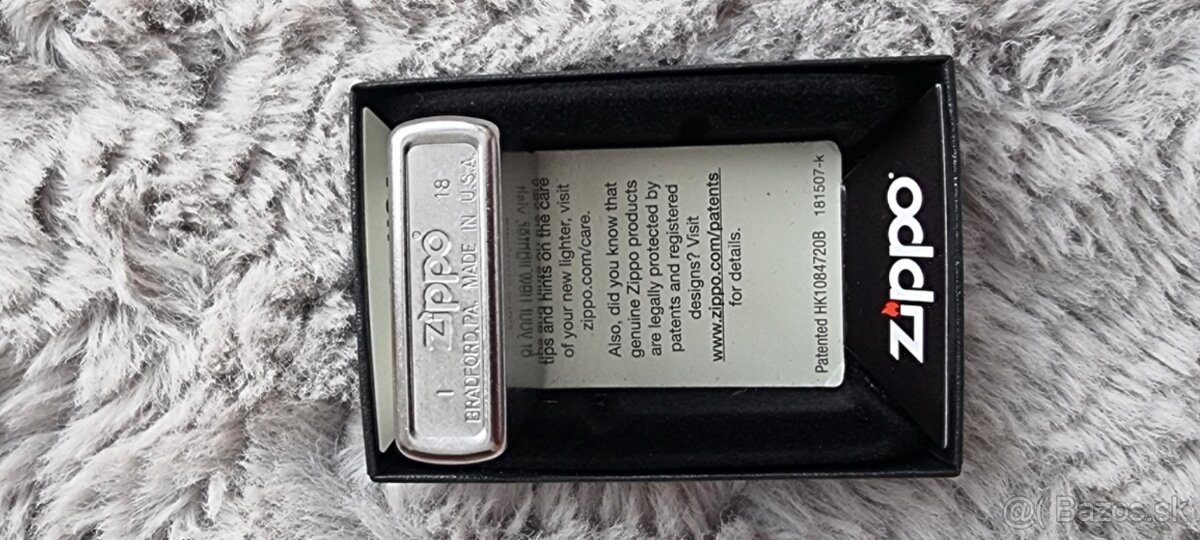 I zippo® 18
BRADFORD,PA. MADE IN U.S.A.
tips and hints on the care
of your new lighter, visit
zippo.com/care.
Also, did you know that
genuine Zippo products
are legally protected by
patents and registered
designs? Visit
www.zippo.com/patents
for details.
Patented HK1084720B 181507-k
zippo
Bazos.sk